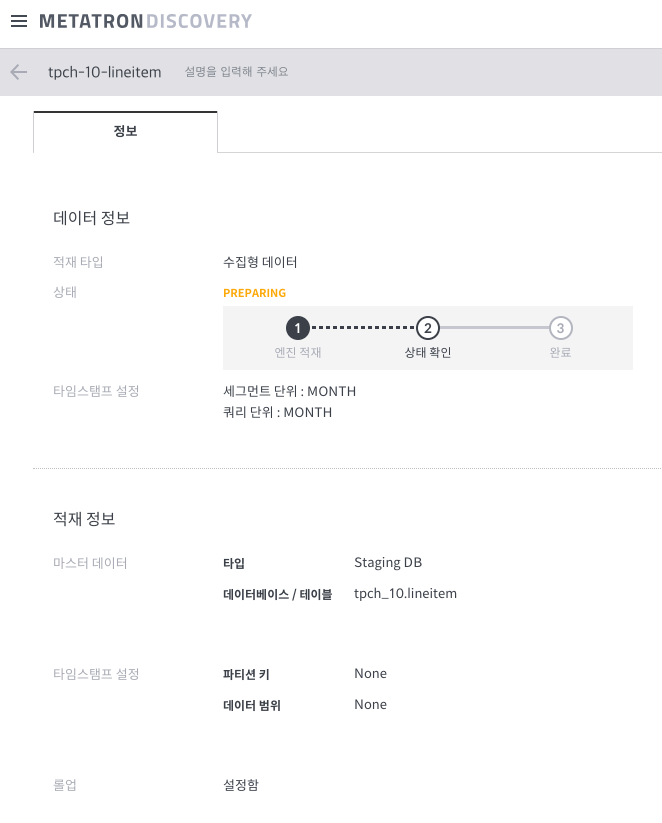 METATRON DISCOVERY
tpch-10-lineitem 설명을 입력해 주세요
정보
데이터 정보
적재 타입 수집형 데이터
상태 PREPARING
1 2 3
엔진 적재 상태 확인 완료
타임스탬프 설정 세그먼트 단위 : MONTH
쿼리 단위 : MONTH
적재 정보
마스터 데이터 타입 Staging DB
데이터베이스 / 테이블 tpch_10.lineitem
타임스탬프 설정 파티션 키 None
데이터 범위 None
롤업 설정함